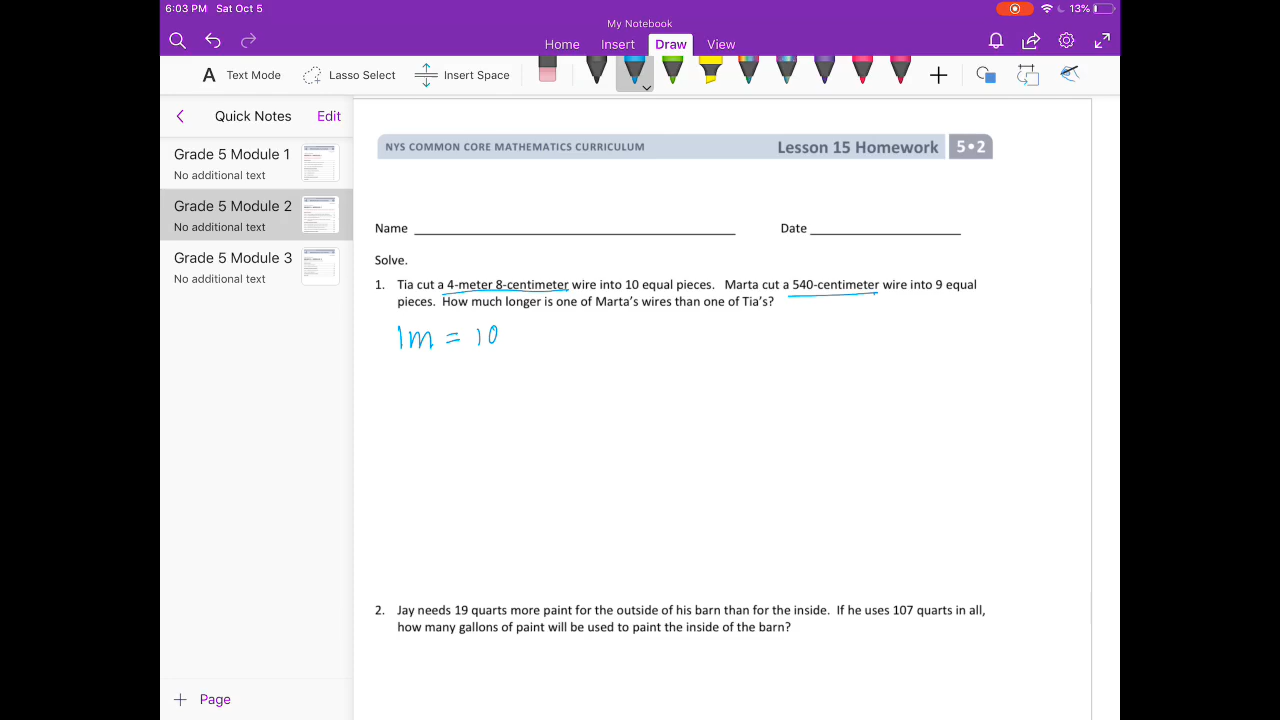 6:03 PM Sat Oct 5
13%
My Notebook
Home Insert Draw View
A Text Mode Lasso Select Insert Space
Quick Notes Edit
Grade 5 Module 1
No additional text
Grade 5 Module 2
No additional text
Grade 5 Module 3
No additional text
Page
NYS COMMON CORE MATHEMATICS CURRICULUM Lesson 15 Homework 5•2
Name Date
Solve.
1. Tia cut a 4-meter 8-centimeter wire into 10 equal pieces. Marta cut a 540-centimeter wire into 9 equal
pieces. How much longer is one of Marta's wires than one of Tia's?
1m = 10
2. Jay needs 19 quarts more paint for the outside of his barn than for the inside. If he uses 107 quarts in all,
how many gallons of paint will be used to paint the inside of the barn?